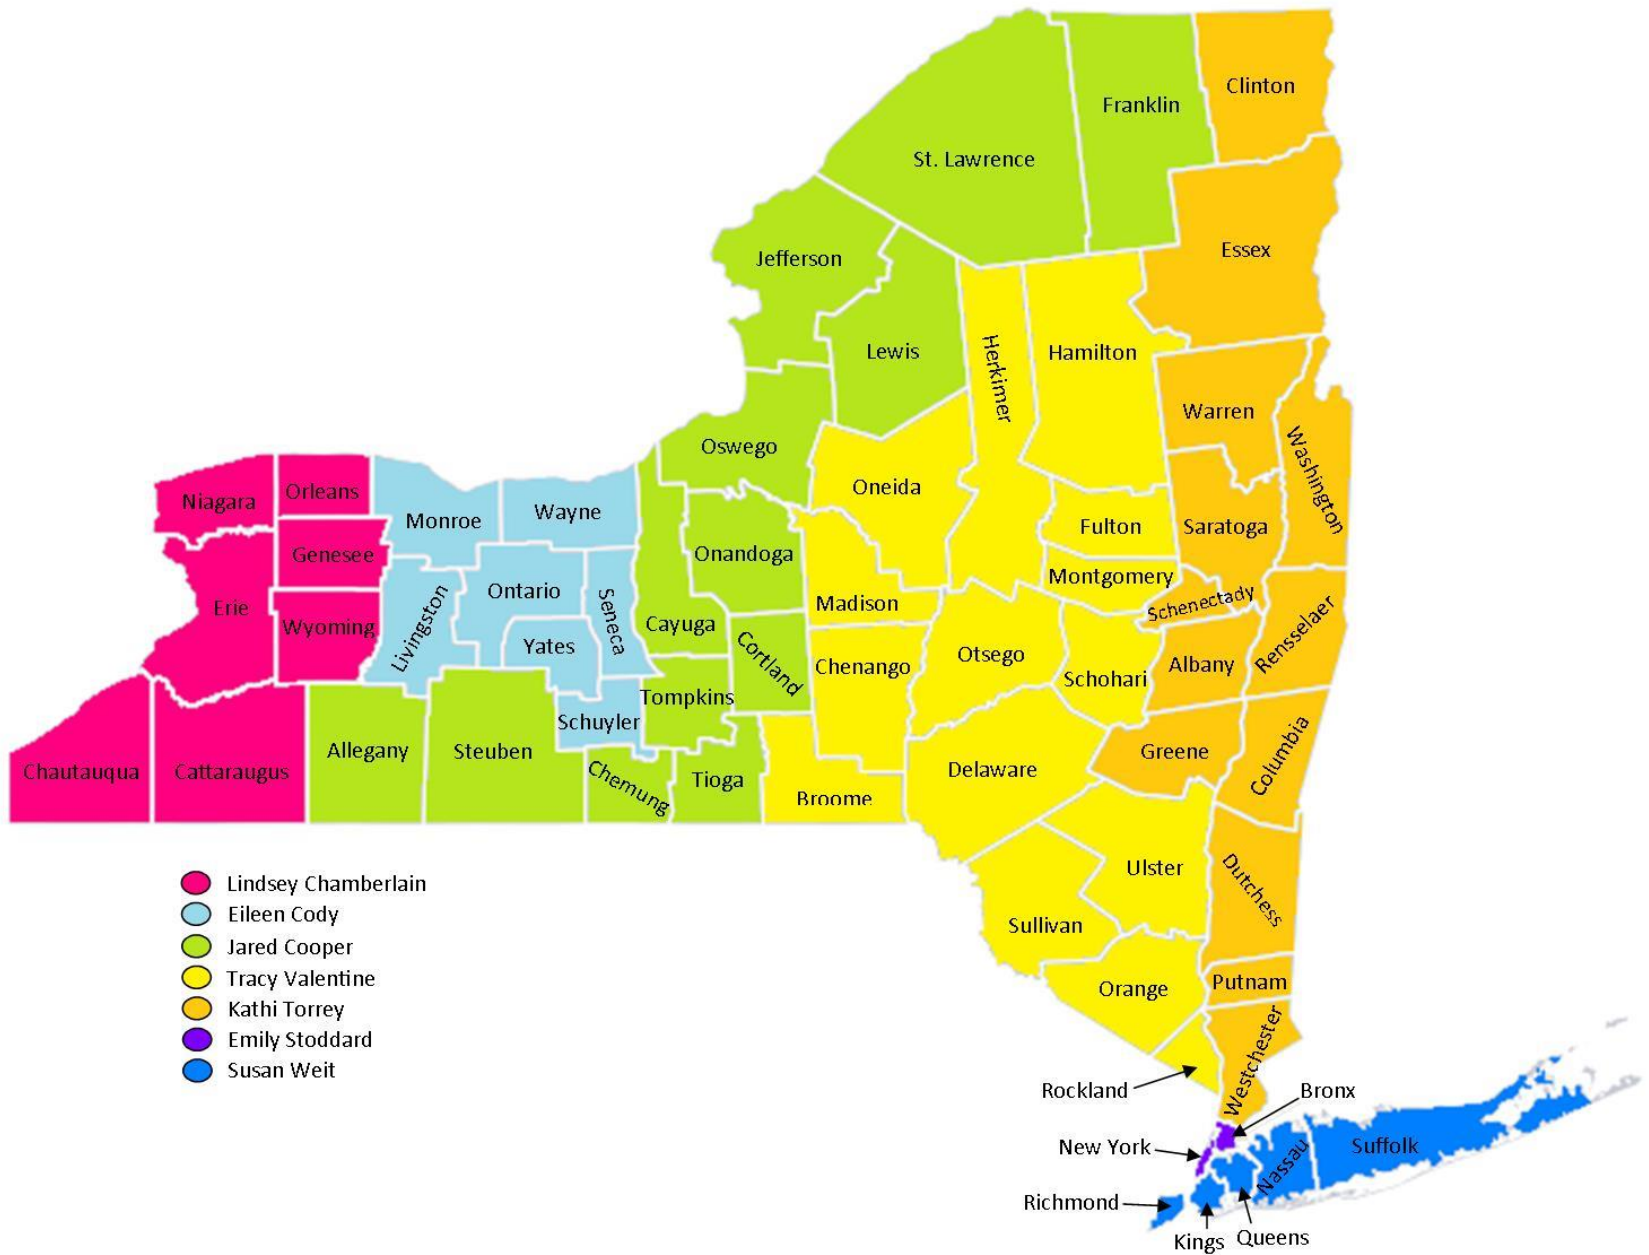 Clinton
Franklin
St. Lawrence
Essex
Jefferson
Lewis
Herkimer
Hamilton
Warren
Washington
Oswego
Oneida
Niagara
Orleans
Monroe
Wayne
Fulton
Saratoga
Genesee
Onandoga
Montgomery
Ontario
Seneca
Erie
Wyoming
Livingston
Madison
Schenectady
Cayuga
Yates
Cortland
Chenango
Otsego
Schohari
Albany
Rensselaer
Tompkins
Schuyler
Chautauqua
Cattaraugus
Allegany
Steuben
Chemung
Tioga
Broome
Delaware
Greene
Columbia
Ulster
Dutchess
Sullivan
Orange
Putnam
Westchester
Rockland
Bronx
New York
Nassau
Suffolk
Richmond
Kings
Queens
Lindsey Chamberlain
Eileen Cody
Jared Cooper
Tracy Valentine
Kathi Torrey
Emily Stoddard
Susan Weit